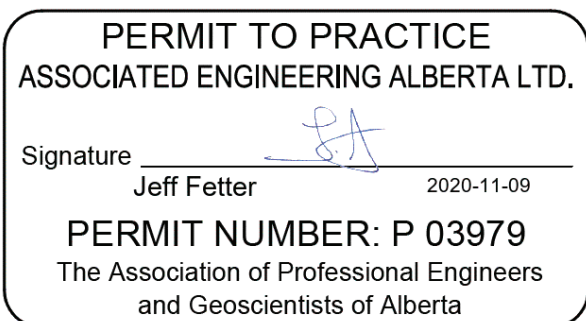 PERMIT TO PRACTICE
ASSOCIATED ENGINEERING ALBERTA LTD.
Signature
Jeff Fetter 2020-11-09
PERMIT NUMBER: P 03979
The Association of Professional Engineers
and Geoscientists of Alberta